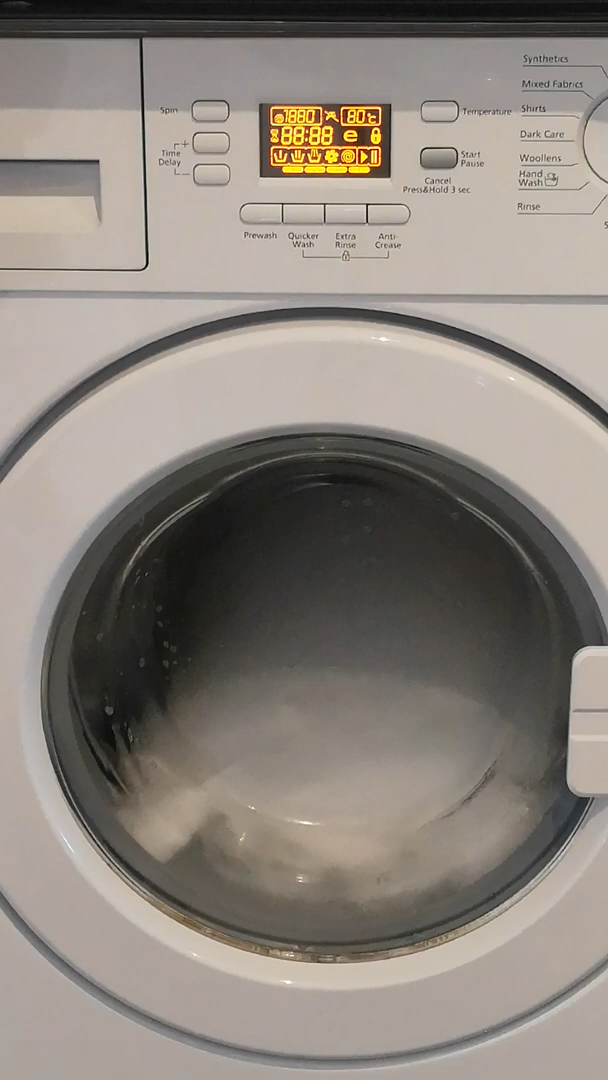 Synthetics
Mixed Fabrics
Shirts
Dark Care
Woollens
Hand
Wash
Rinse
Spin
Time
Delay
+
-
1880
80°c
88:88
e
Temperature
Start
Pause
Cancel
Press&Hold 3 sec.
Prewash
Quicker
Wash
Extra
Rinse
Anti-
Crease
S